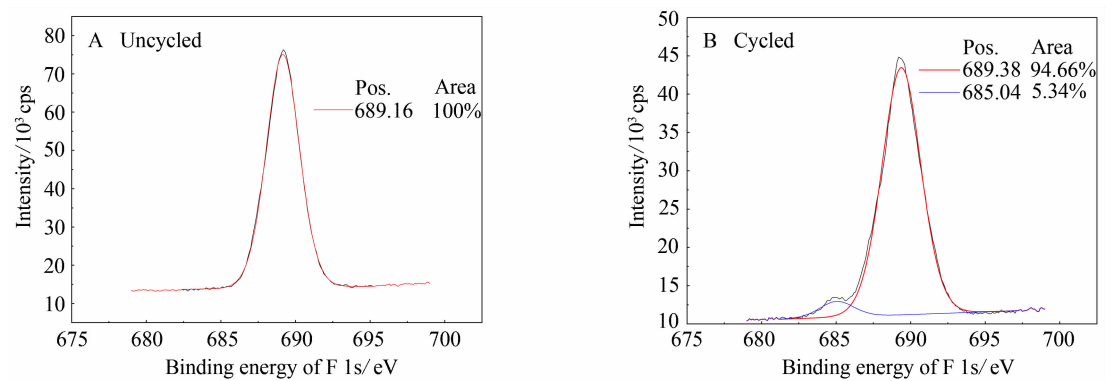 A Uncycled
Pos. Area
689.16 100%
80
70
60
50
40
30
20
10
Intensity/10³ cps
675 680 685 690 695 700
Binding energy of F 1s/eV
B Cycled
Pos. Area
689.38 94.66%
685.04 5.34%
50
45
40
35
30
25
20
15
10
Intensity/10³ cps
675 680 685 690 695 700
Binding energy of F 1s/eV